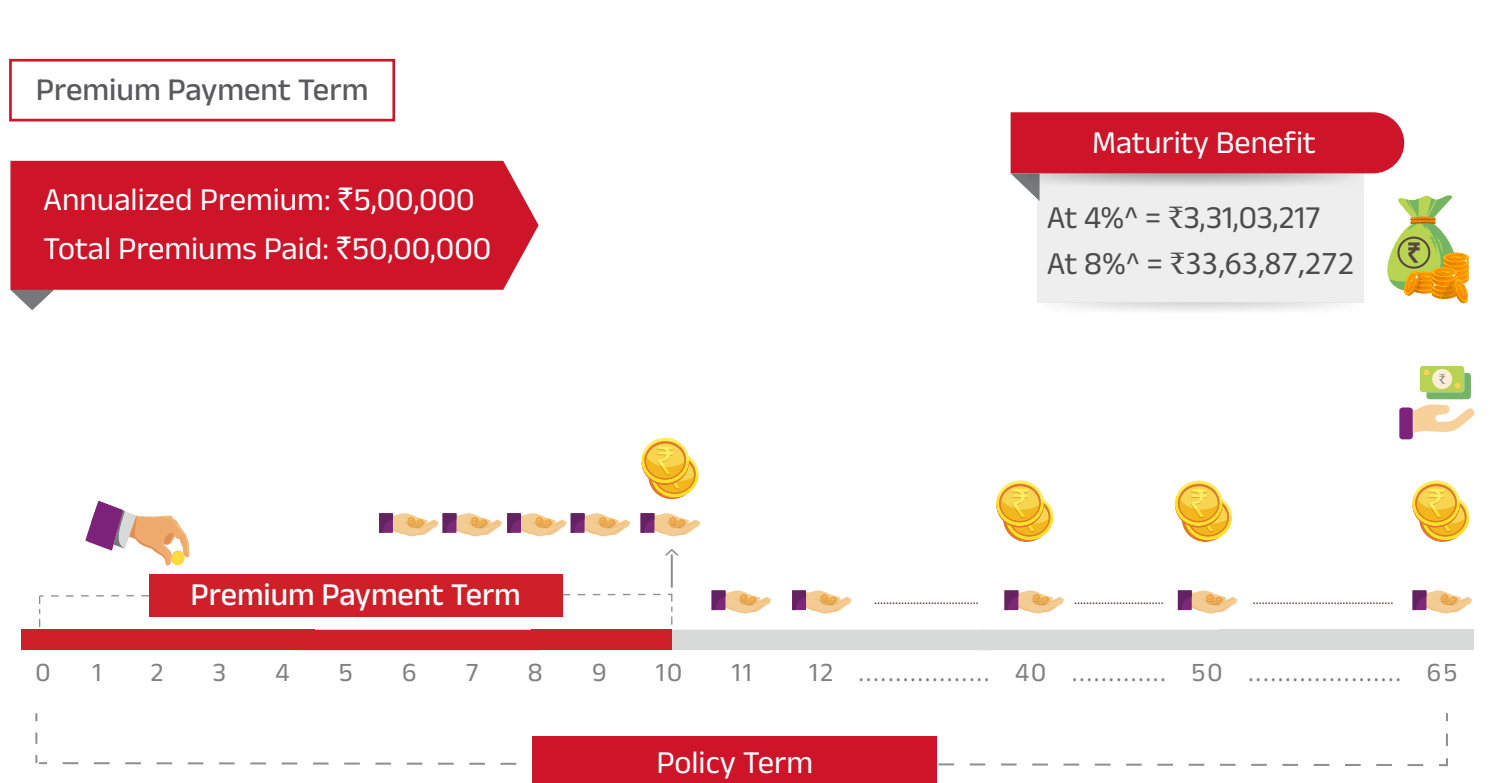 Premium Payment Term
Annualized Premium: ₹5,00,000
Total Premiums Paid: ₹50,00,000
Maturity Benefit
At 4%^ = ₹3,31,03,217
At 8%^ = ₹33,63,87,272
₹
₹
₹
₹
₹
₹
Premium Payment Term
0 1 2 3 4 5 6 7 8 9 10 11 12 .................. 40 ............. 50 ..................... 65
Policy Term